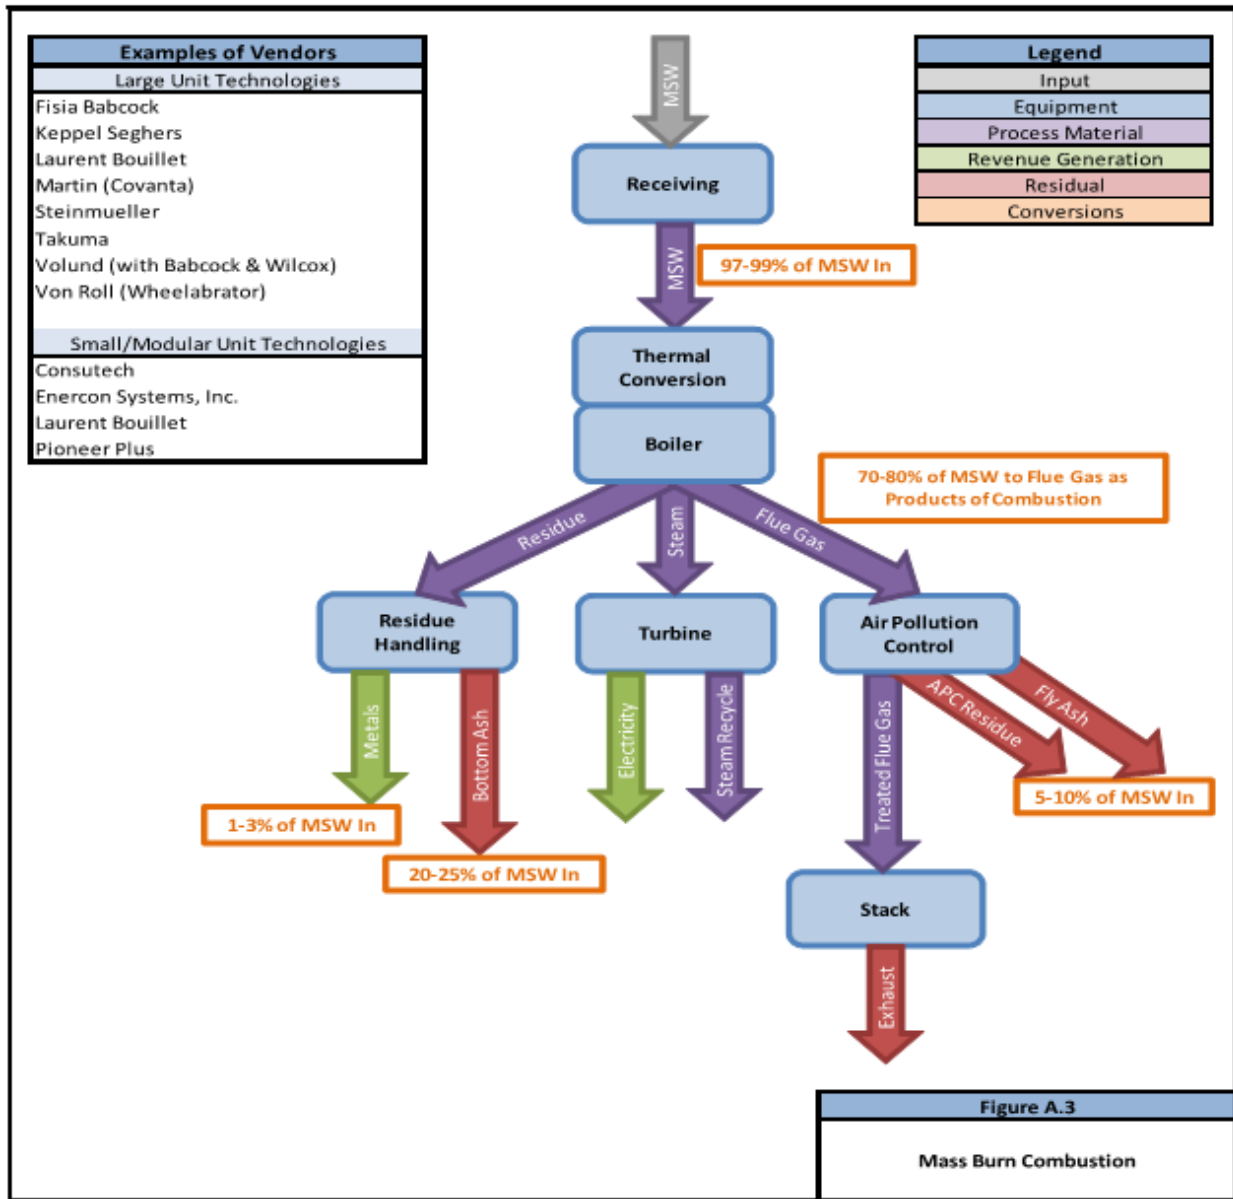 Examples of Vendors
Large Unit Technologies
Fisia Babcock
Keppel Seghers
Laurent Bouillet
Martin (Covanta)
Steinmueller
Takuma
Volund (with Babcock & Wilcox)
Von Roll (Wheelabrator)
Small/Modular Unit Technologies
Consutech
Enercon Systems, Inc.
Laurent Bouillet
Pioneer Plus
Legend
Input
Equipment
Process Material
Revenue Generation
Residual
Conversions
MSW
Receiving
MSW
97-99% of MSW In
Thermal
Conversion
Boiler
70-80% of MSW to Flue Gas as
Products of Combustion
Residue
Steam
Flue Gas
Residue
Handling
Turbine
Air Pollution
Control
Metals
Bottom Ash
Electricity
Steam Recycle
Treated Flue Gas
APC Residue
Fly Ash
1-3% of MSW In
20-25% of MSW In
5-10% of MSW In
Stack
Exhaust
Figure A.3
Mass Burn Combustion